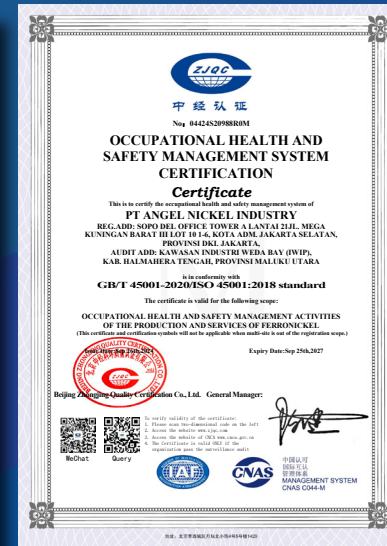 ZJQC
中经认证
No: 04424S20988R0M
OCCUPATIONAL HEALTH AND
SAFETY MANAGEMENT SYSTEM
CERTIFICATION
Certificate
This is to certify the occupational health and safety management system of
PT ANGEL NICKEL INDUSTRY
REG.ADD: SOPO DEL OFFICE TOWER A LANTAI 21JL. MEGA
KUNINGAN BARAT III LOT 10 1-6, KOTA ADM. JAKARTA SELATAN,
PROVINSI DKI. JAKARTA,
AUDIT ADD: KAWASAN INDUSTRI WEDA BAY (IWIP),
KAB. HALMAHERA TENGAH, PROVINSI MALUKU UTARA
is in conformity with
GB/T 45001-2020/ISO 45001:2018 standard
The certificate is valid for the following scope:
OCCUPATIONAL HEALTH AND SAFETY MANAGEMENT ACTIVITIES
OF THE PRODUCTION AND SERVICES OF FERRONICKEL
(This certificate and certification symbols will not be applicable when multi-site is out of the registration scope.)
Issue Date: Sep 26th,2024 Expiry Date:Sep 25th,2027
ZJQC
Beijing Zhongjing Quality Certification Co., Ltd. General Manager:
To verify validity of the certificate:
1. Please scan two-dimensional code on the left
2. Access the website www.zjqc.com
3. Access the website of CNCA www.cnca.gov.cn
4. The Certificate is valid ONLY if the
organization pass the surveillance audit
WeChat Query
IAF
CNAS
中国认可
国际互认
管理体系
MANAGEMENT SYSTEM
CNAS C044-M